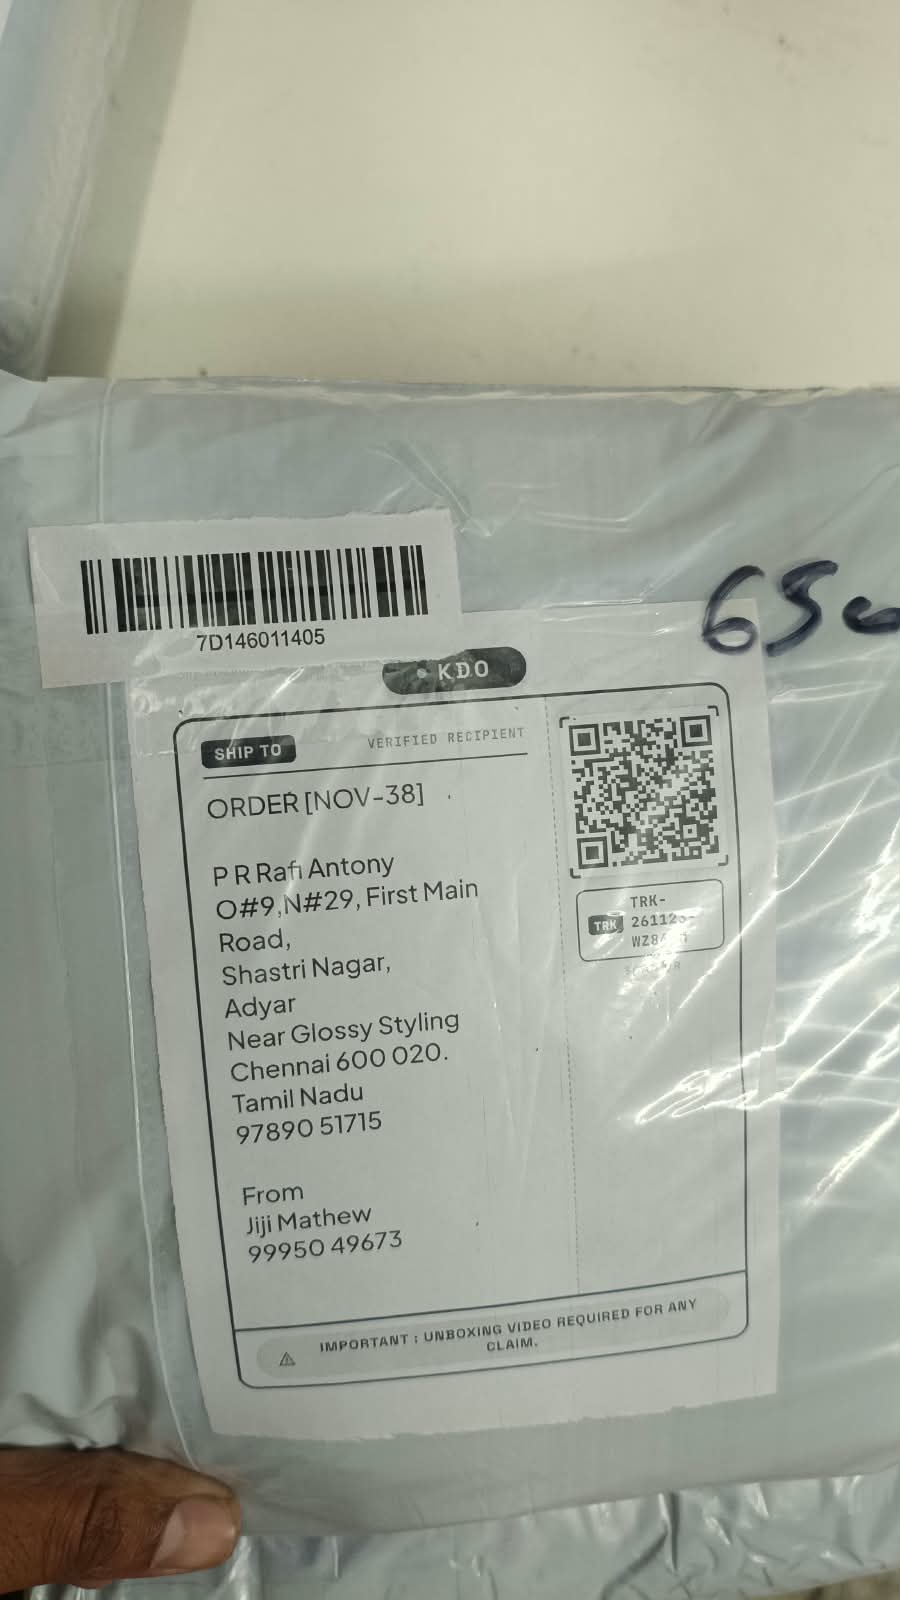 650
7D146011405
KDO
SHIP TO
VERIFIED RECIPIENT
ORDER [NOV-38]
P R Rafi Antony
O#9,N#29, First Main
Road,
Shastri Nagar,
Adyar
Near Glossy Styling
Chennai 600 020.
Tamil Nadu
97890 51715
From
Jiji Mathew
99950 49673
TRK-
TRK
IMPORTANT : UNBOXING VIDEO REQUIRED FOR ANY
CLAIM.